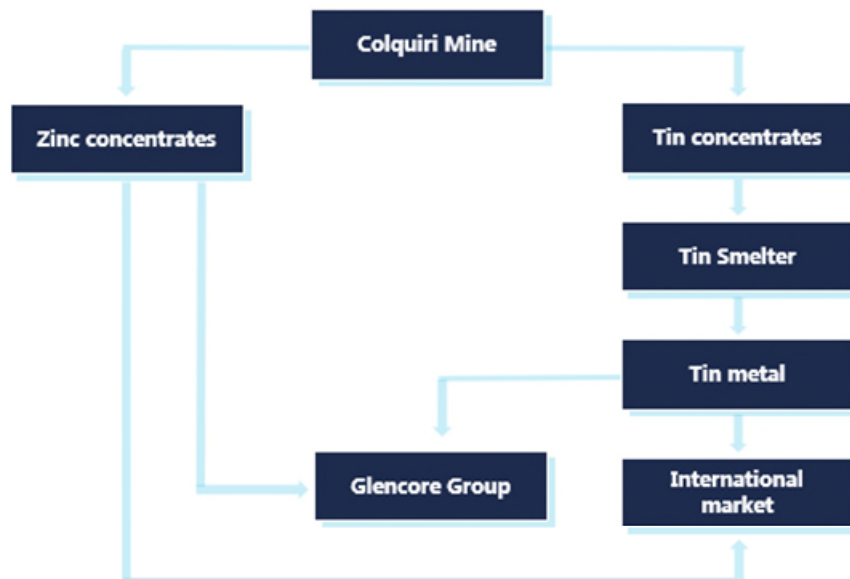 Colquiri Mine
Zinc concentrates
Tin concentrates
Tin Smelter
Tin metal
Glencore Group
International
market